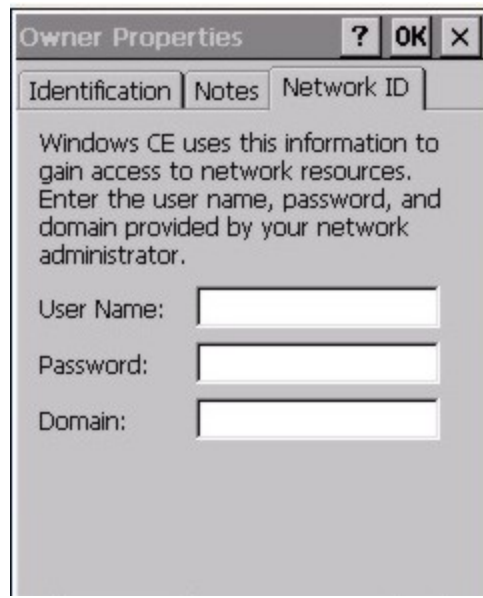 Owner Properties ? OK ×
Identification Notes Network ID
Windows CE uses this information to
gain access to network resources.
Enter the user name, password, and
domain provided by your network
administrator.
User Name:
Password:
Domain: